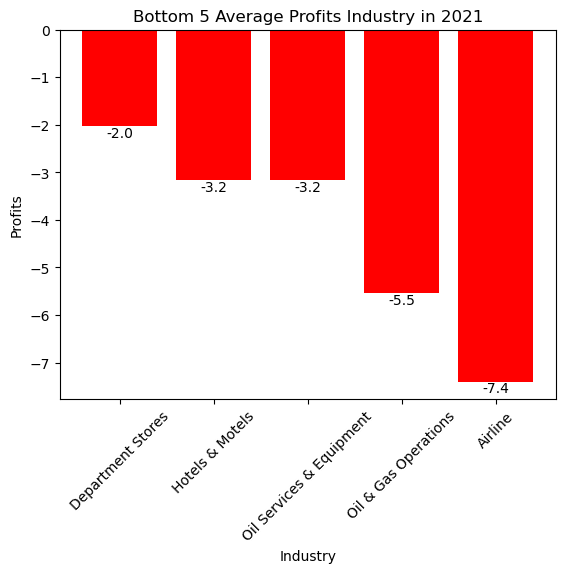 Bottom 5 Average Profits Industry in 2021
0
−1
−2
−3
−4
−5
−6
−7
Profits
-2.0
-3.2
-3.2
-5.5
-7.4
Department Stores
Hotels & Motels
Oil Services & Equipment
Oil & Gas Operations
Airline
Industry